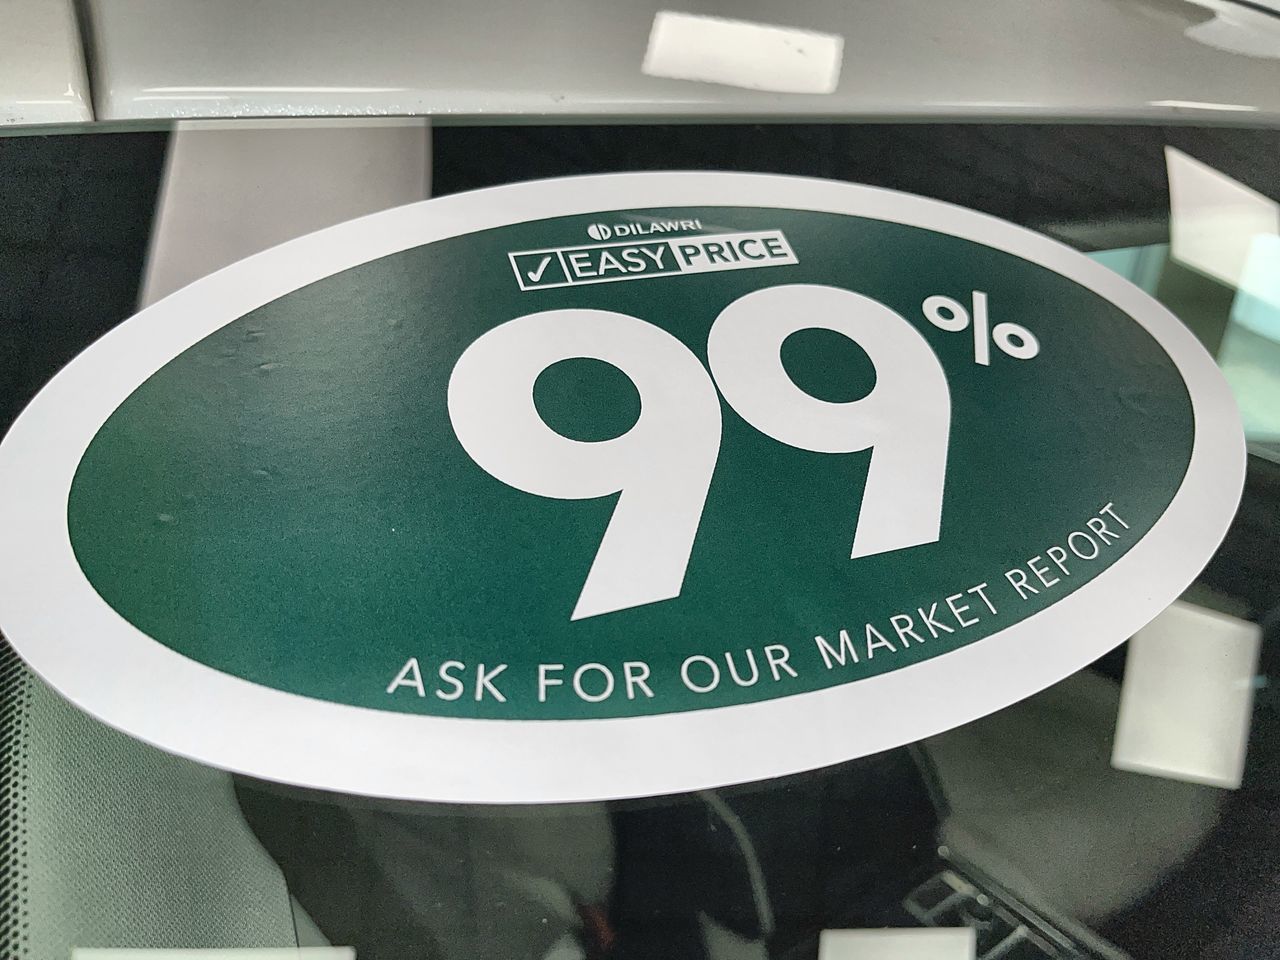 DILAWRI
EASY PRICE
99%
ASK FOR OUR MARKET REPORT